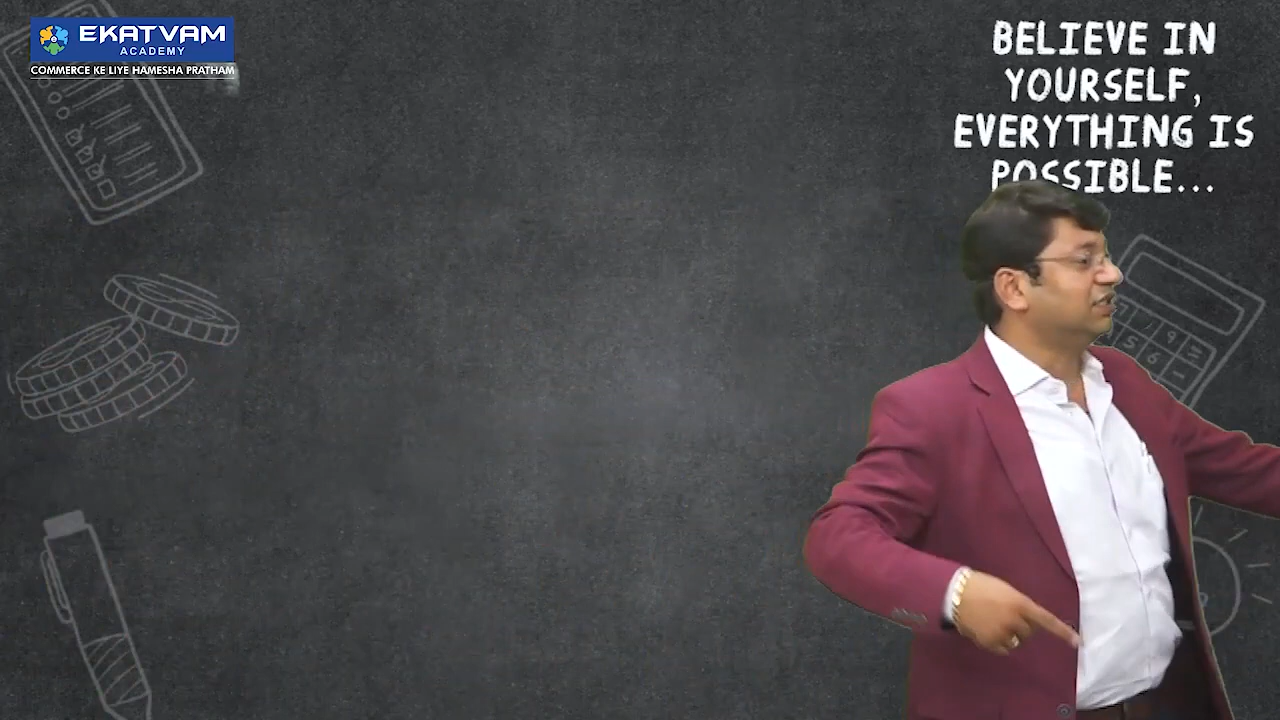 EKATVAM
ACADEMY
COMMERCE KE LIYE HAMESHA PRATHAM
BELIEVE IN
YOURSELF,
EVERYTHING IS
POSSIBLE...